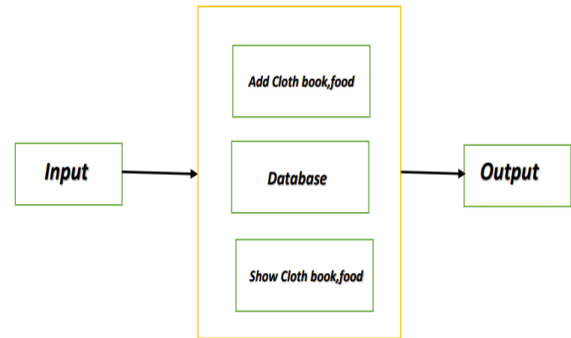 Add Cloth book,food
Input
Database
Output
Show Cloth book,food